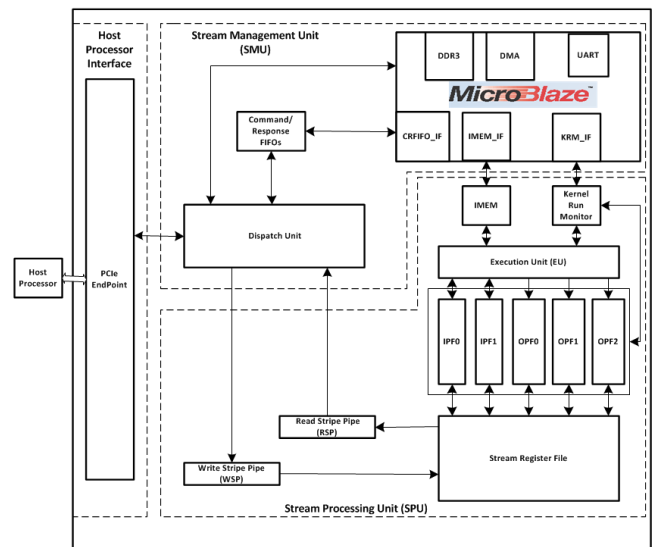 Host
Processor
Interface
Stream Management Unit
(SMU)
DDR3
DMA
UART
MicroBlaze™
Command/
Response
FIFOs
CRFIFO_IF
IMEM_IF
KRM_IF
IMEM
Kernel
Run
Monitor
Dispatch Unit
Execution Unit (EU)
Host
Processor
PCIe
EndPoint
IPF0
IPF1
OPF0
OPF1
OPF2
Read Stripe Pipe
(RSP)
Write Stripe Pipe
(WSP)
Stream Register File
Stream Processing Unit (SPU)